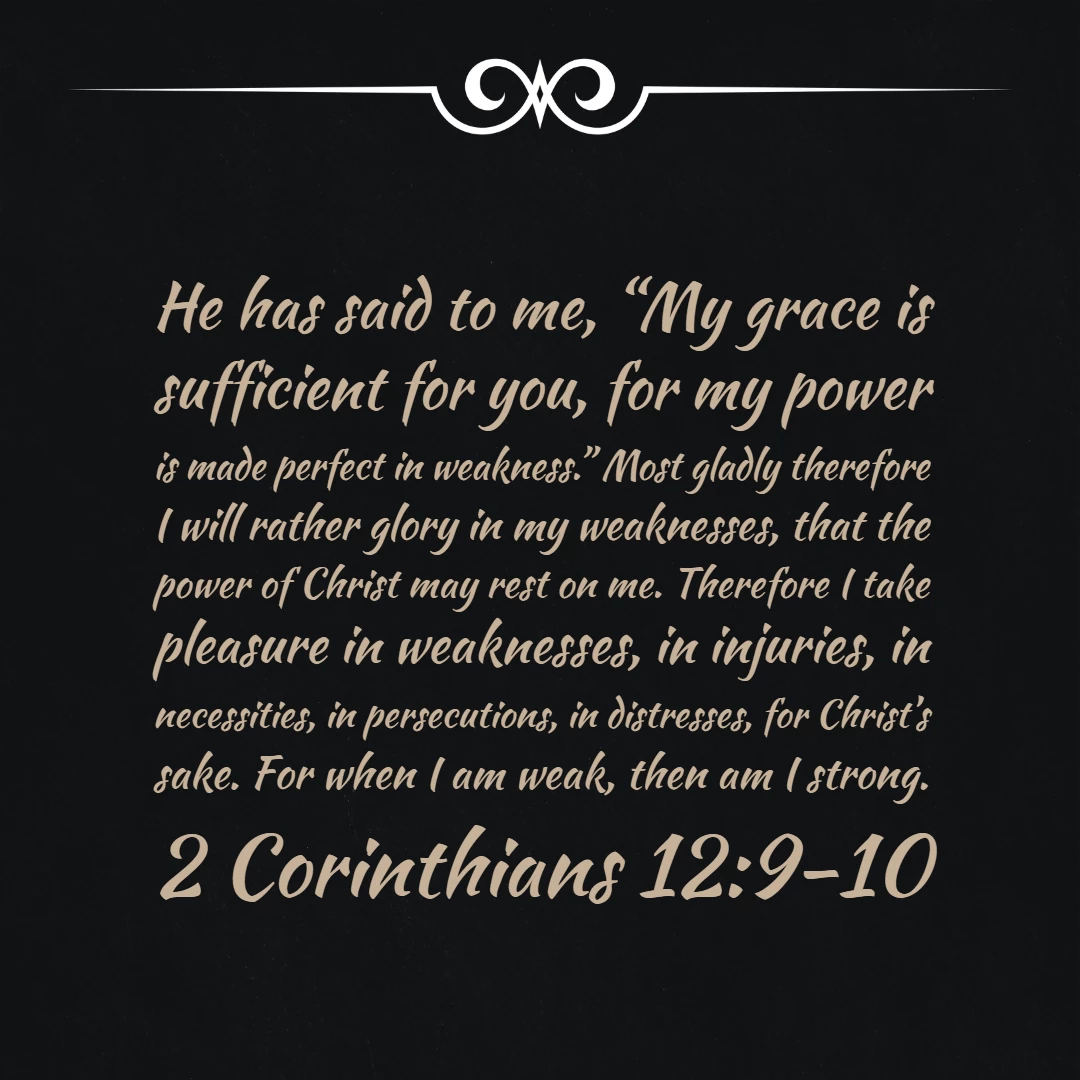 He has said to me, “My grace is
sufficient for you, for my power
is made perfect in weakness.” Most gladly therefore
I will rather glory in my weaknesses, that the
power of Christ may rest on me. Therefore I take
pleasure in weaknesses, in injuries, in
necessities, in persecutions, in distresses, for Christ’s
sake. For when I am weak, then am I strong.
2 Corinthians 12:9–10